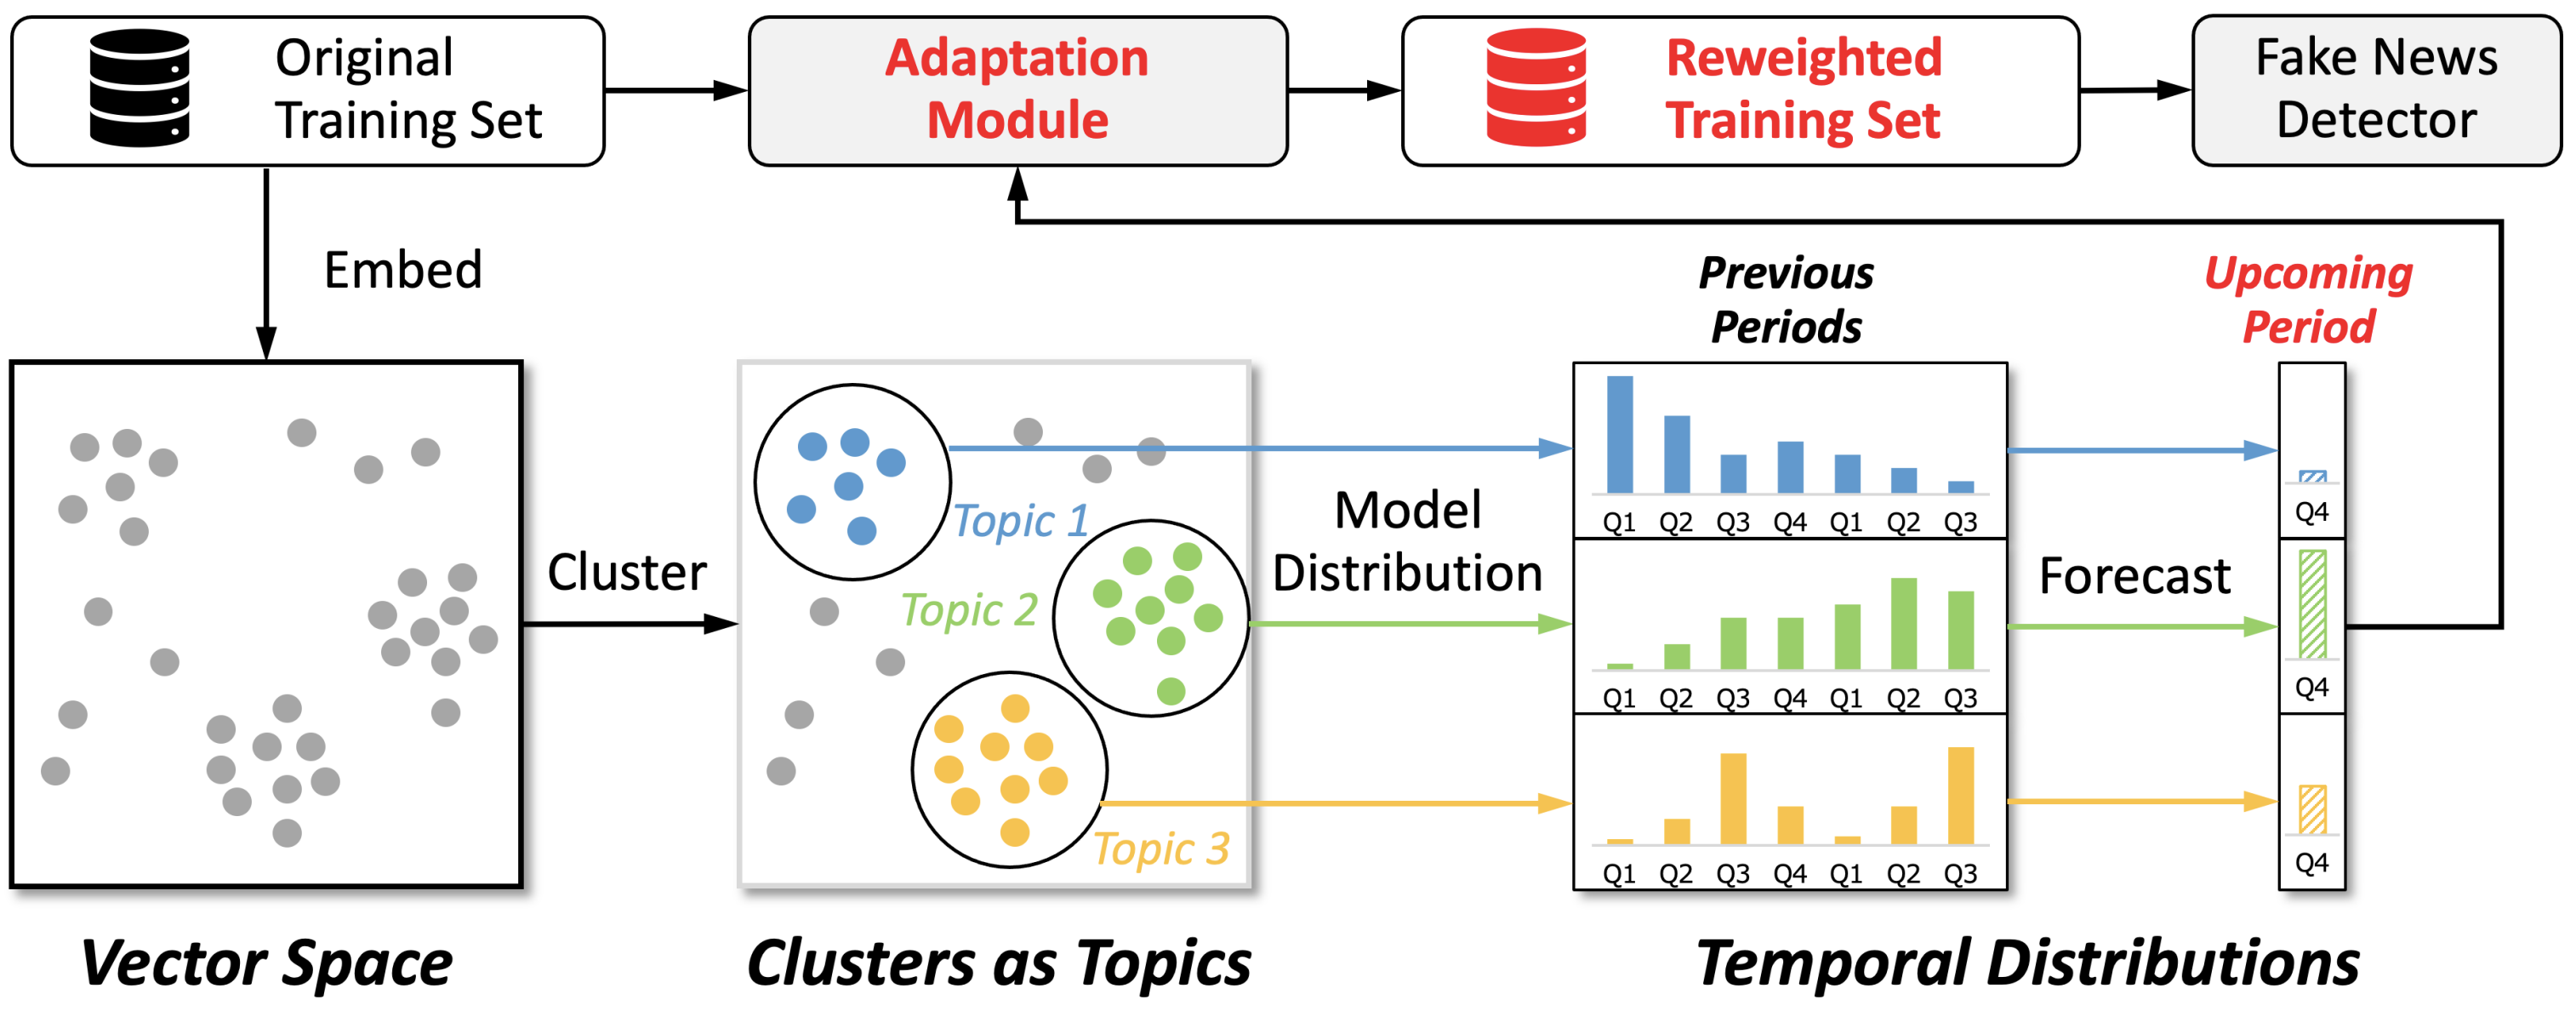 Original
Training Set
Adaptation
Module
Reweighted
Training Set
Fake News
Detector
Embed
Previous
Periods
Upcoming
Period
Cluster
Topic 1
Topic 2
Topic 3
Model
Distribution
Q1 Q2 Q3 Q4 Q1 Q2 Q3
Q1 Q2 Q3 Q4 Q1 Q2 Q3
Q1 Q2 Q3 Q4 Q1 Q2 Q3
Forecast
Q4
Q4
Q4
Vector Space
Clusters as Topics
Temporal Distributions